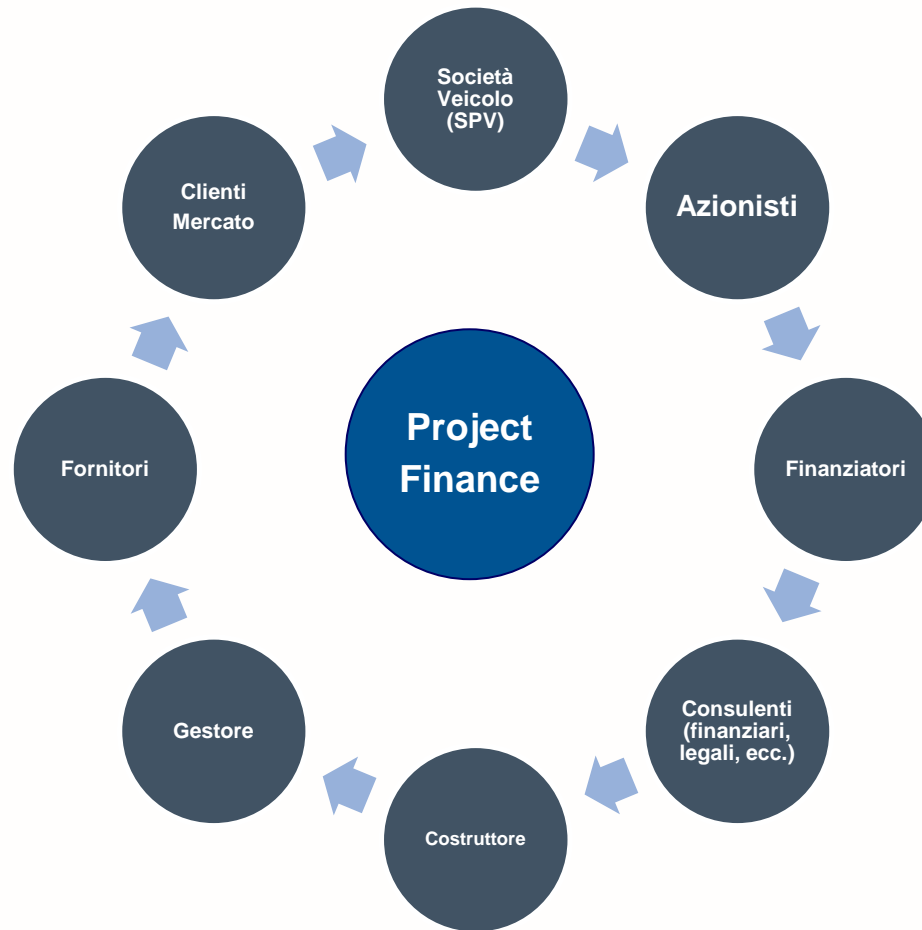 Società
Veicolo
(SPV)
Azionisti
Finanziatori
Consulenti
(finanziari,
legali, ecc.)
Costruttore
Gestore
Fornitori
Clienti
Mercato
Project
Finance